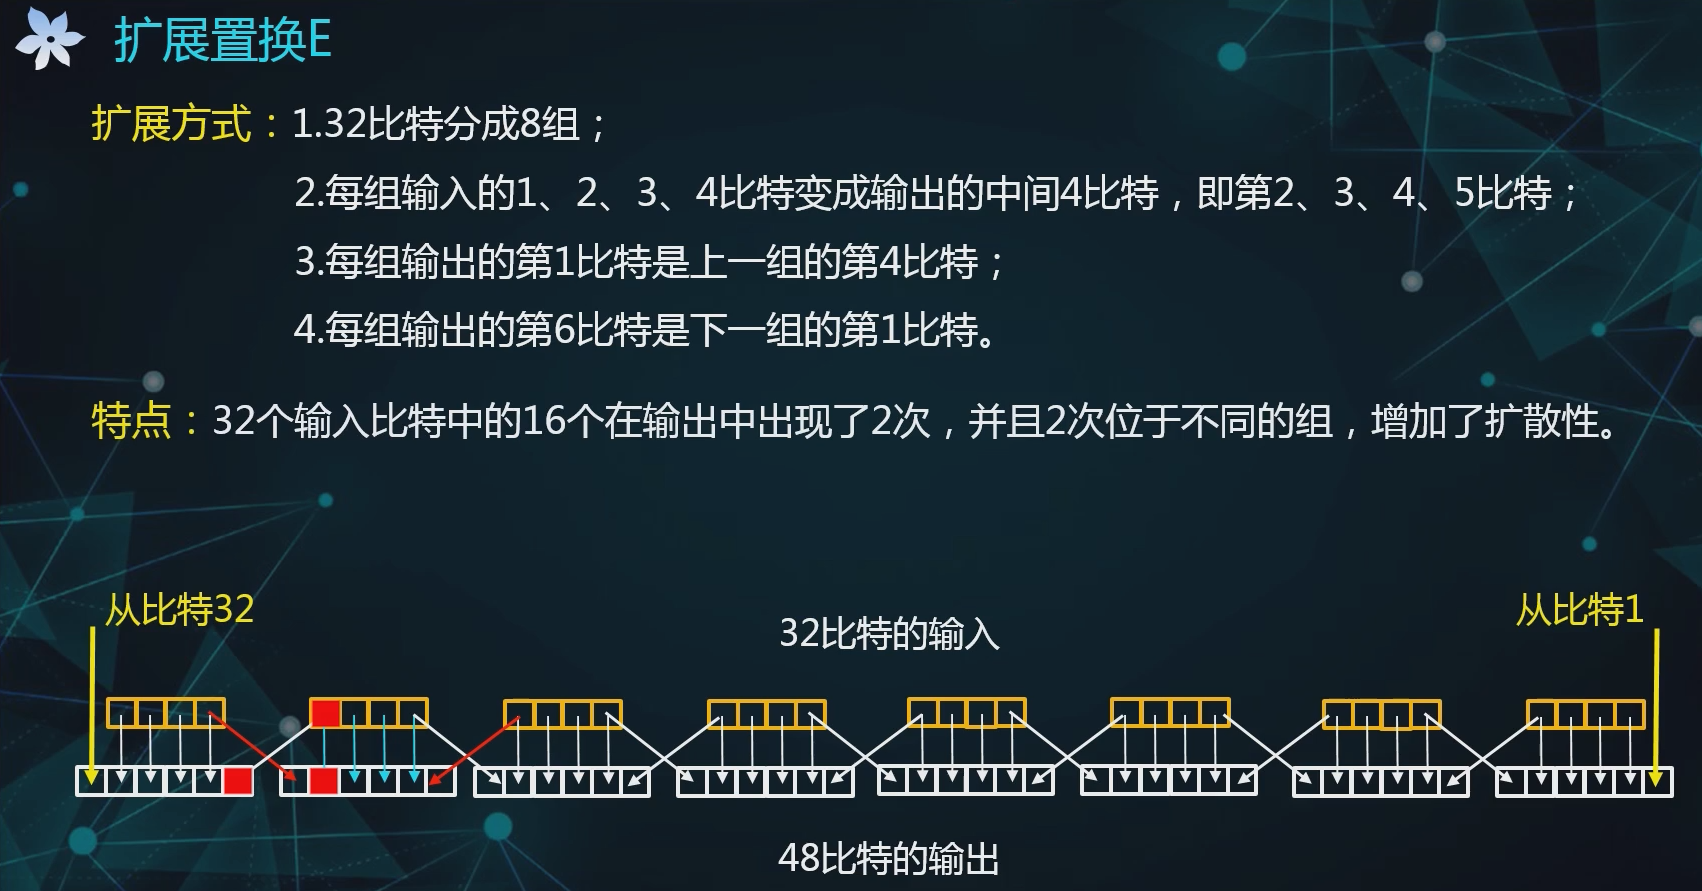 扩展置换E
扩展方式：1.32比特分成8组；
2.每组输入的1、2、3、4比特变成输出的中间4比特，即第2、3、4、5比特；
3.每组输出的第1比特是上一组的第4比特；
4.每组输出的第6比特是下一组的第1比特。
特点：32个输入比特中的16个在输出中出现了2次，并且2次位于不同的组，增加了扩散性。
从比特32
32比特的输入
从比特1
48比特的输出